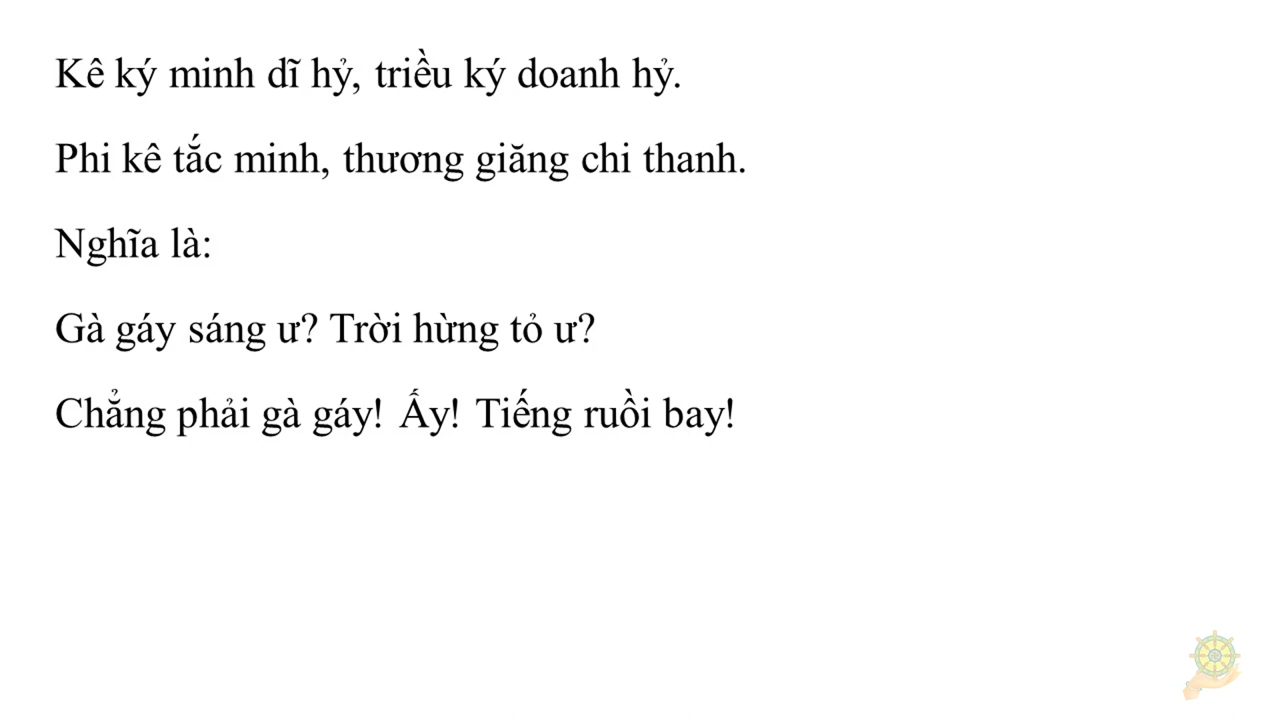 Kê ký minh dĩ hỷ, triều ký doanh hỷ.
Phi kê tắc minh, thương giăng chi thanh.
Nghĩa là:
Gà gáy sáng ư? Trời hừng tỏ ư?
Chẳng phải gà gáy! Ấy! Tiếng ruồi bay!